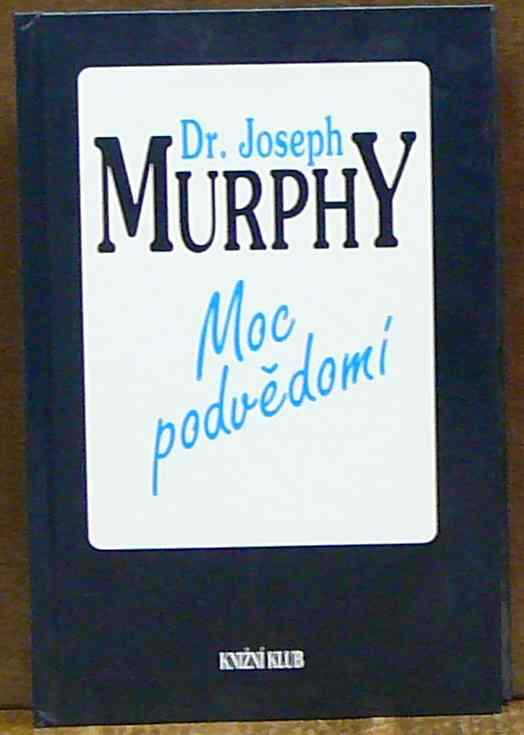 Dr. Joseph
MURPHY
Moc
podvědomí
KNIŽNÍ KLUB